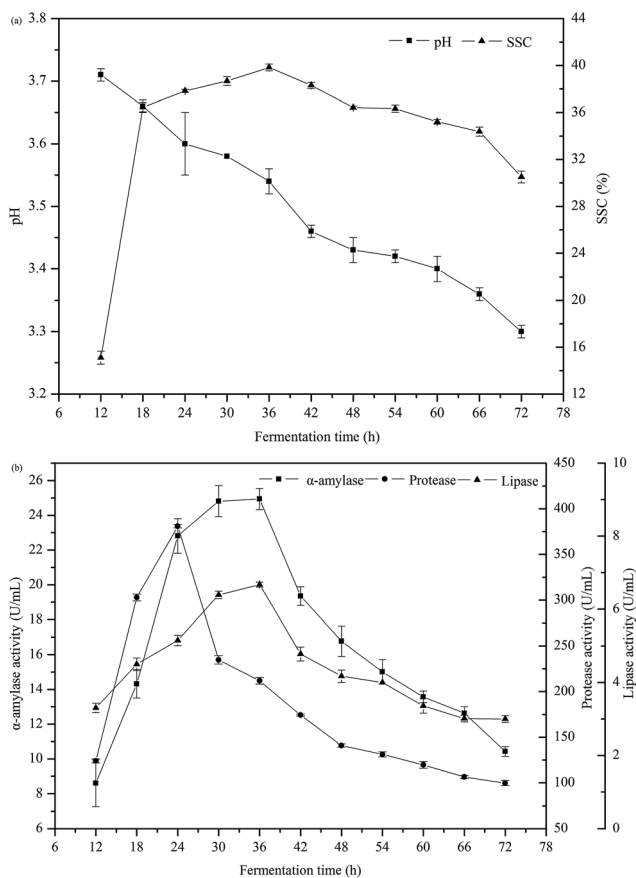 (a)
pH
SSC
3.8
3.7
3.6
3.5
3.4
3.3
3.2
pH
44
40
36
32
28
24
20
16
12
SSC (%)
6 12 18 24 30 36 42 48 54 60 66 72 78
Fermentation time (h)
(b)
α-amylase
Protease
Lipase
26
24
22
20
18
16
14
12
10
8
6
α-amylase activity (U/mL)
450
400
350
300
250
200
150
100
50
Protease activity (U/mL)
10
8
6
4
2
0
Lipase activity (U/mL)
6 12 18 24 30 36 42 48 54 60 66 72 78
Fermentation time (h)